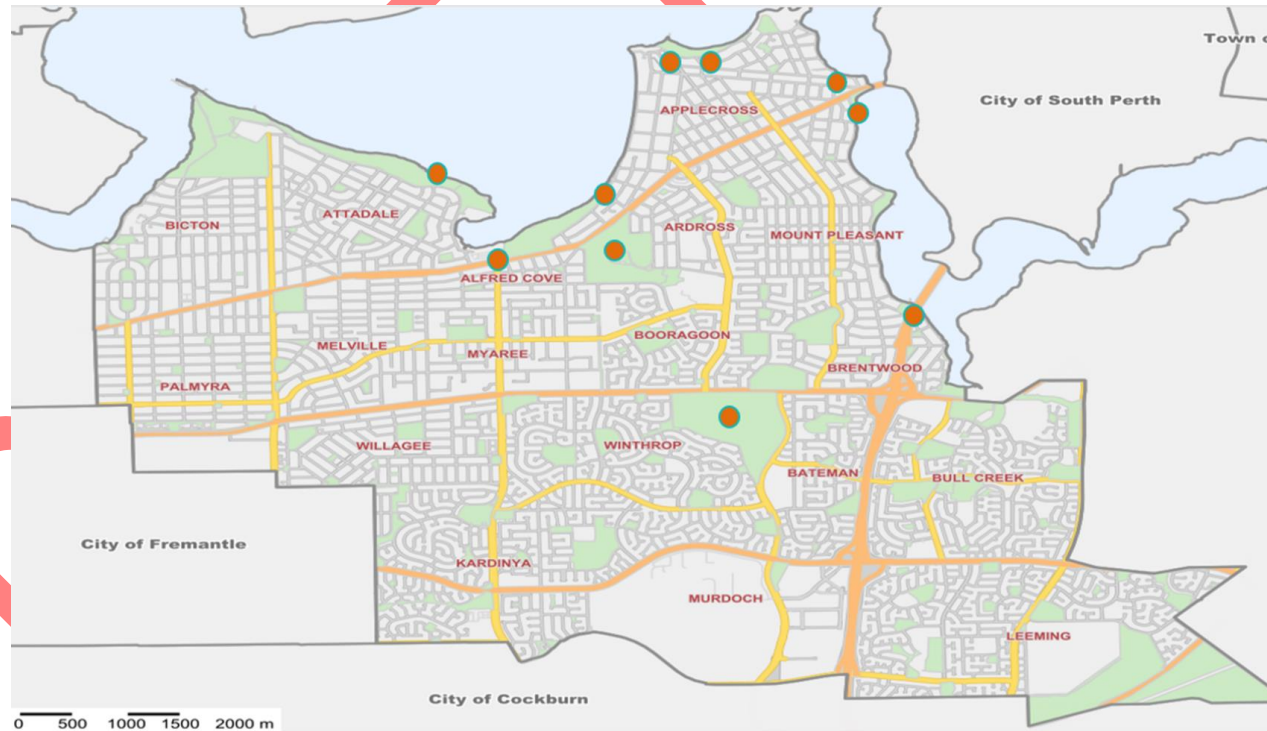 Town
City of South Perth
APPLECROSS
BICTON
ATTADALE
ARDROSS
MOUNT PLEASANT
ALFRED COVE
MELVILLE
MYAREE
BOORAGOON
BRENTWOOD
PALMYRA
WILLAGEE
WINTHROP
BATEMAN
BULL CREEK
City of Fremantle
KARDINYA
MURDOCH
LEEMING
City of Cockburn
0 500 1000 1500 2000 m